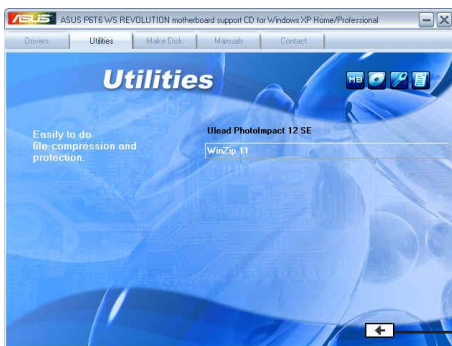 ASUS ASUS P6T6 WS REVOLUTION motherboard support CD for Windows XP Home/Professional
Drivers Utilities Make Disk Manuals Contact
Utilities
MB
Easily to do
file-compression and
protection.
Ulead PhotoImpact 12 SE
WinZip 11